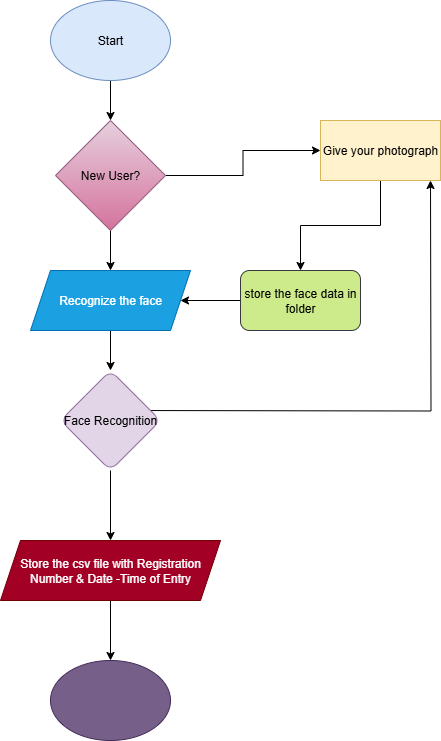 Start
New User?
Give your photograph
Recognize the face
store the face data in
folder
Face Recognition
Store the csv file with Registration
Number & Date -Time of Entry